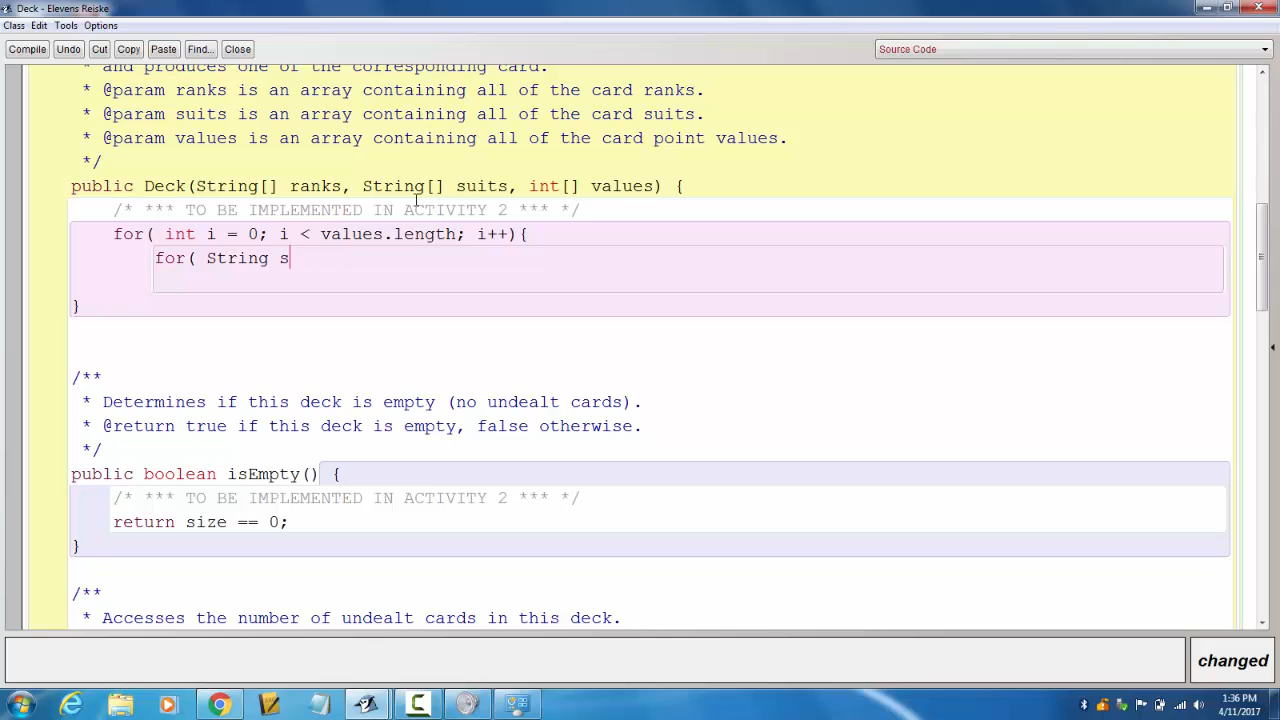 Deck - Elevens Reiske
Class Edit Tools Options
Compile Undo Cut Copy Paste Find... Close Source Code
* and produces one of the corresponding card.
* @param ranks is an array containing all of the card ranks.
* @param suits is an array containing all of the card suits.
* @param values is an array containing all of the card point values.
*/
public Deck(String[] ranks, String[] suits, int[] values) {
/* *** TO BE IMPLEMENTED IN ACTIVITY 2 *** */
for( int i = 0; i < values.length; i++){
for( String s
}
/**
* Determines if this deck is empty (no undealt cards).
* @return true if this deck is empty, false otherwise.
*/
public boolean isEmpty() {
/* *** TO BE IMPLEMENTED IN ACTIVITY 2 *** */
return size == 0;
}
/**
* Accesses the number of undealt cards in this deck.
changed
1:36 PM
4/11/2017